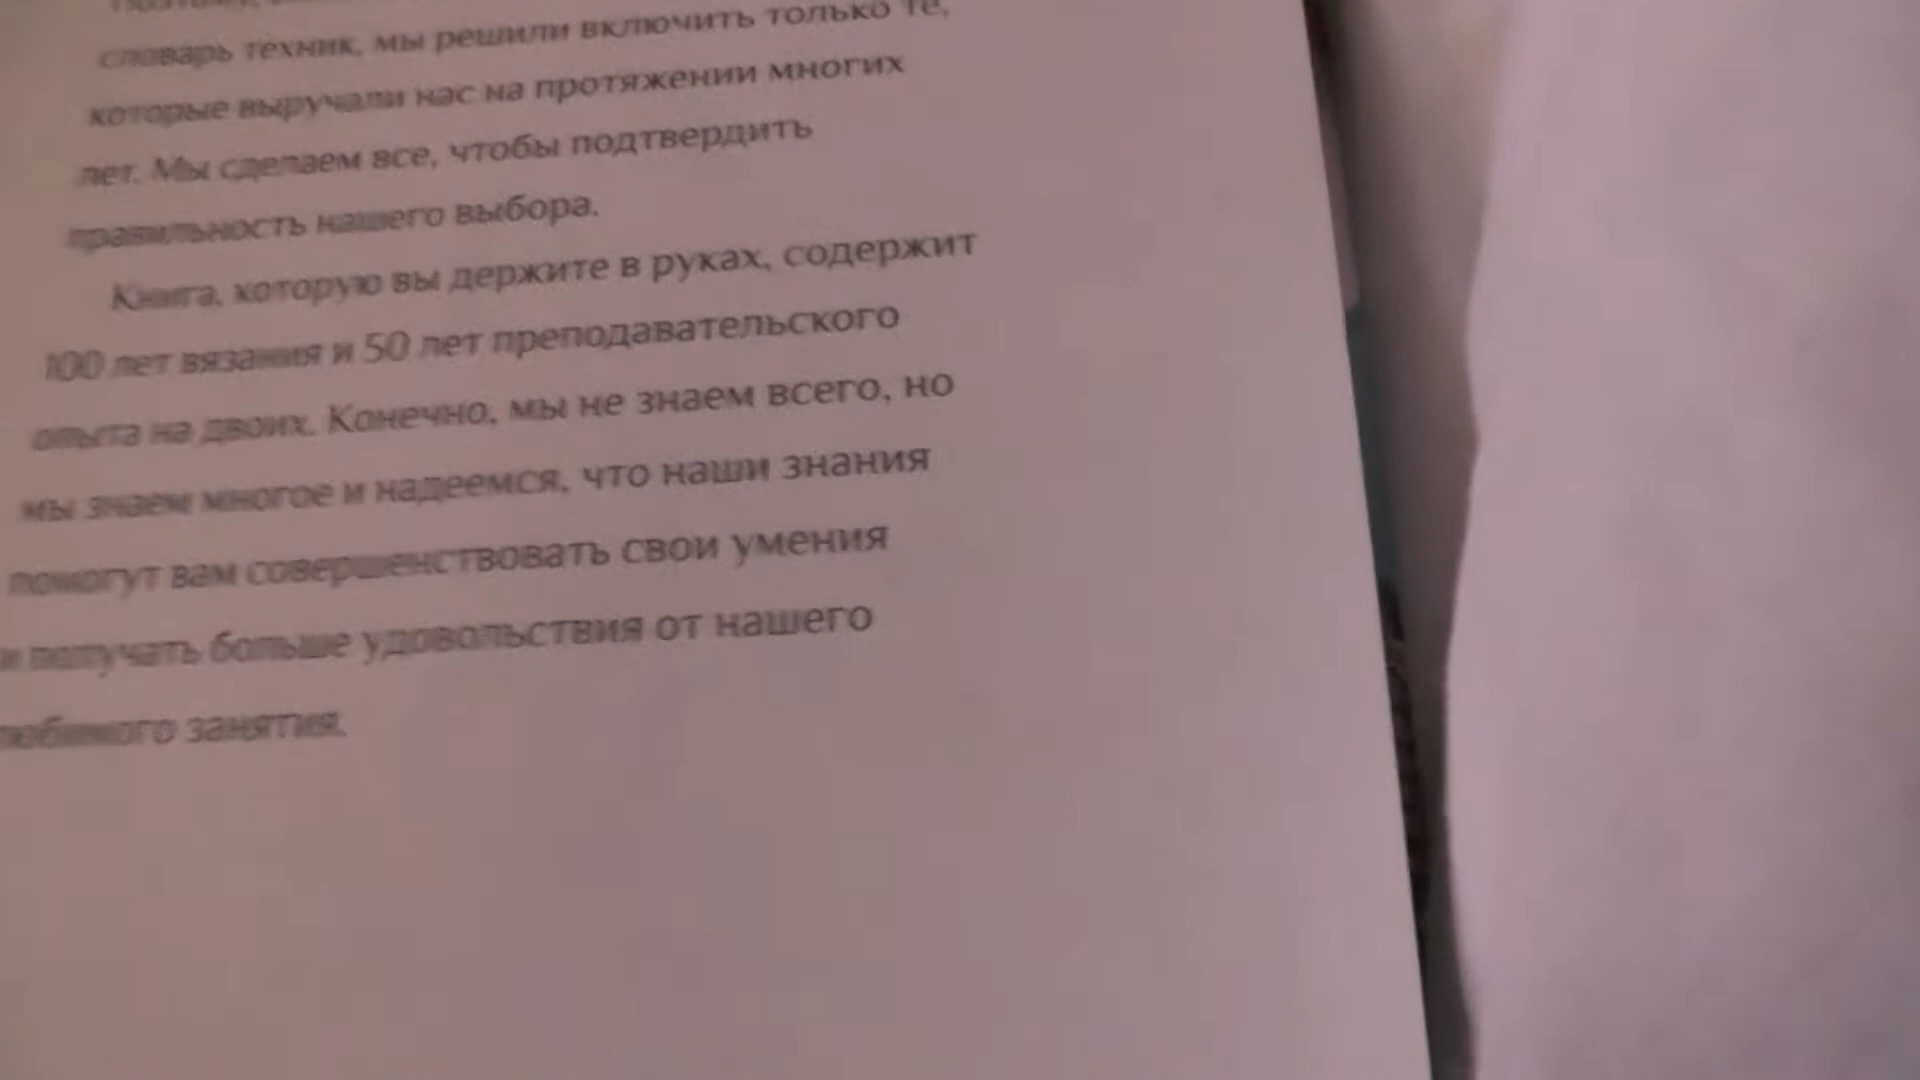 словарь техник, мы решили включить только те,
которые выручали нас на протяжении многих
лет. Мы сделаем все, чтобы подтвердить
правильность нашего выбора.
Книга, которую вы держите в руках, содержит
100 лет вязания и 50 лет преподавательского
опыта на двоих. Конечно, мы не знаем всего, но
мы знаем многое и надеемся, что наши знания
помогут вам совершенствовать свои умения
и получать больше удовольствия от нашего
любимого занятия.